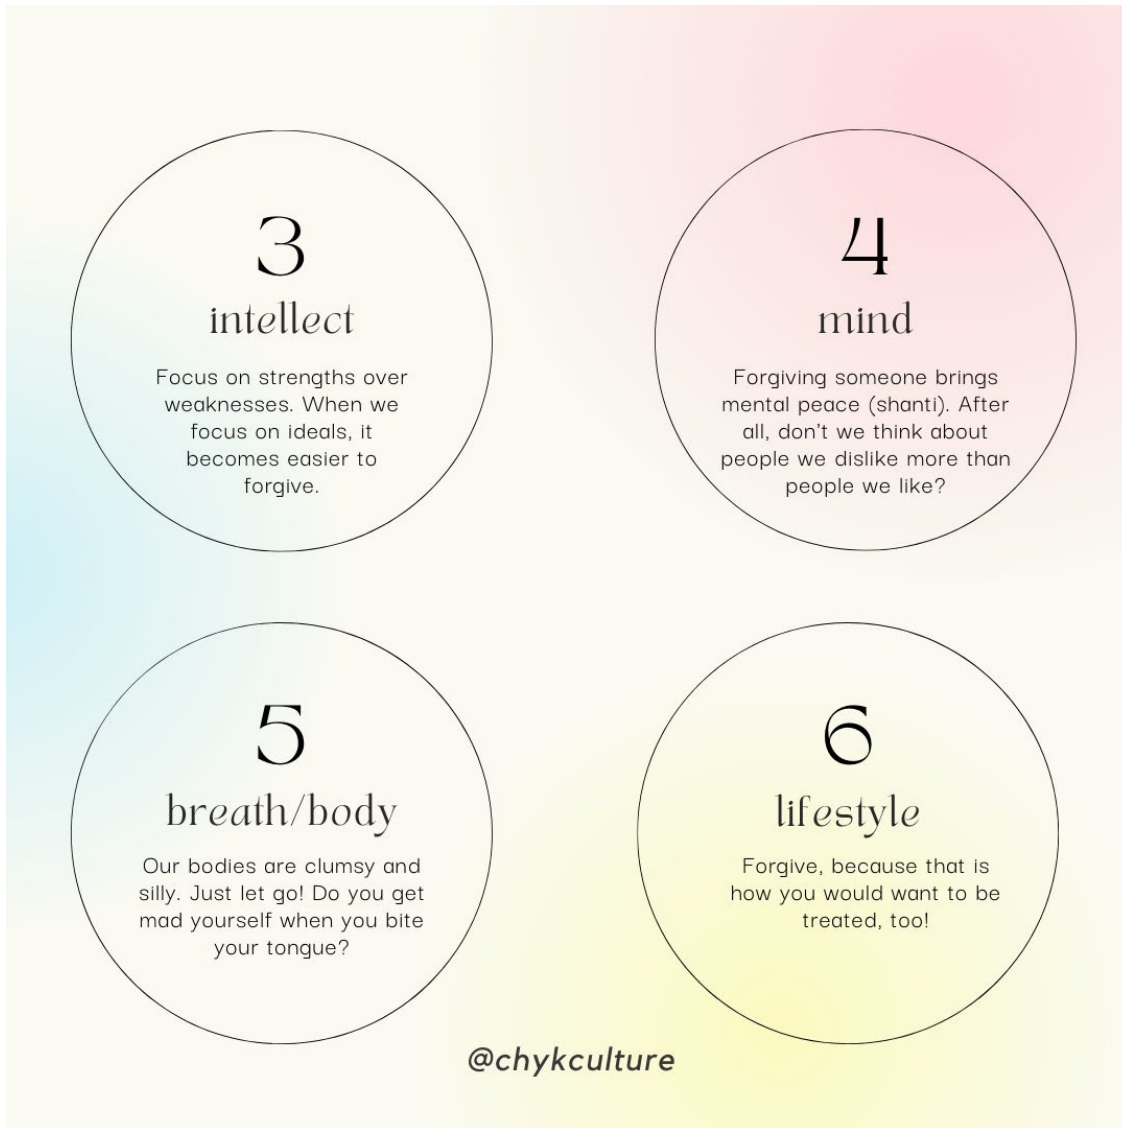 3
intellect
Focus on strengths over
weaknesses. When we
focus on ideals, it
becomes easier to
forgive.
4
mind
Forgiving someone brings
mental peace (shanti). After
all, don't we think about
people we dislike more than
people we like?
5
breath/body
Our bodies are clumsy and
silly. Just let go! Do you get
mad yourself when you bite
your tongue?
6
lifestyle
Forgive, because that is
how you would want to be
treated, too!
@chykculture